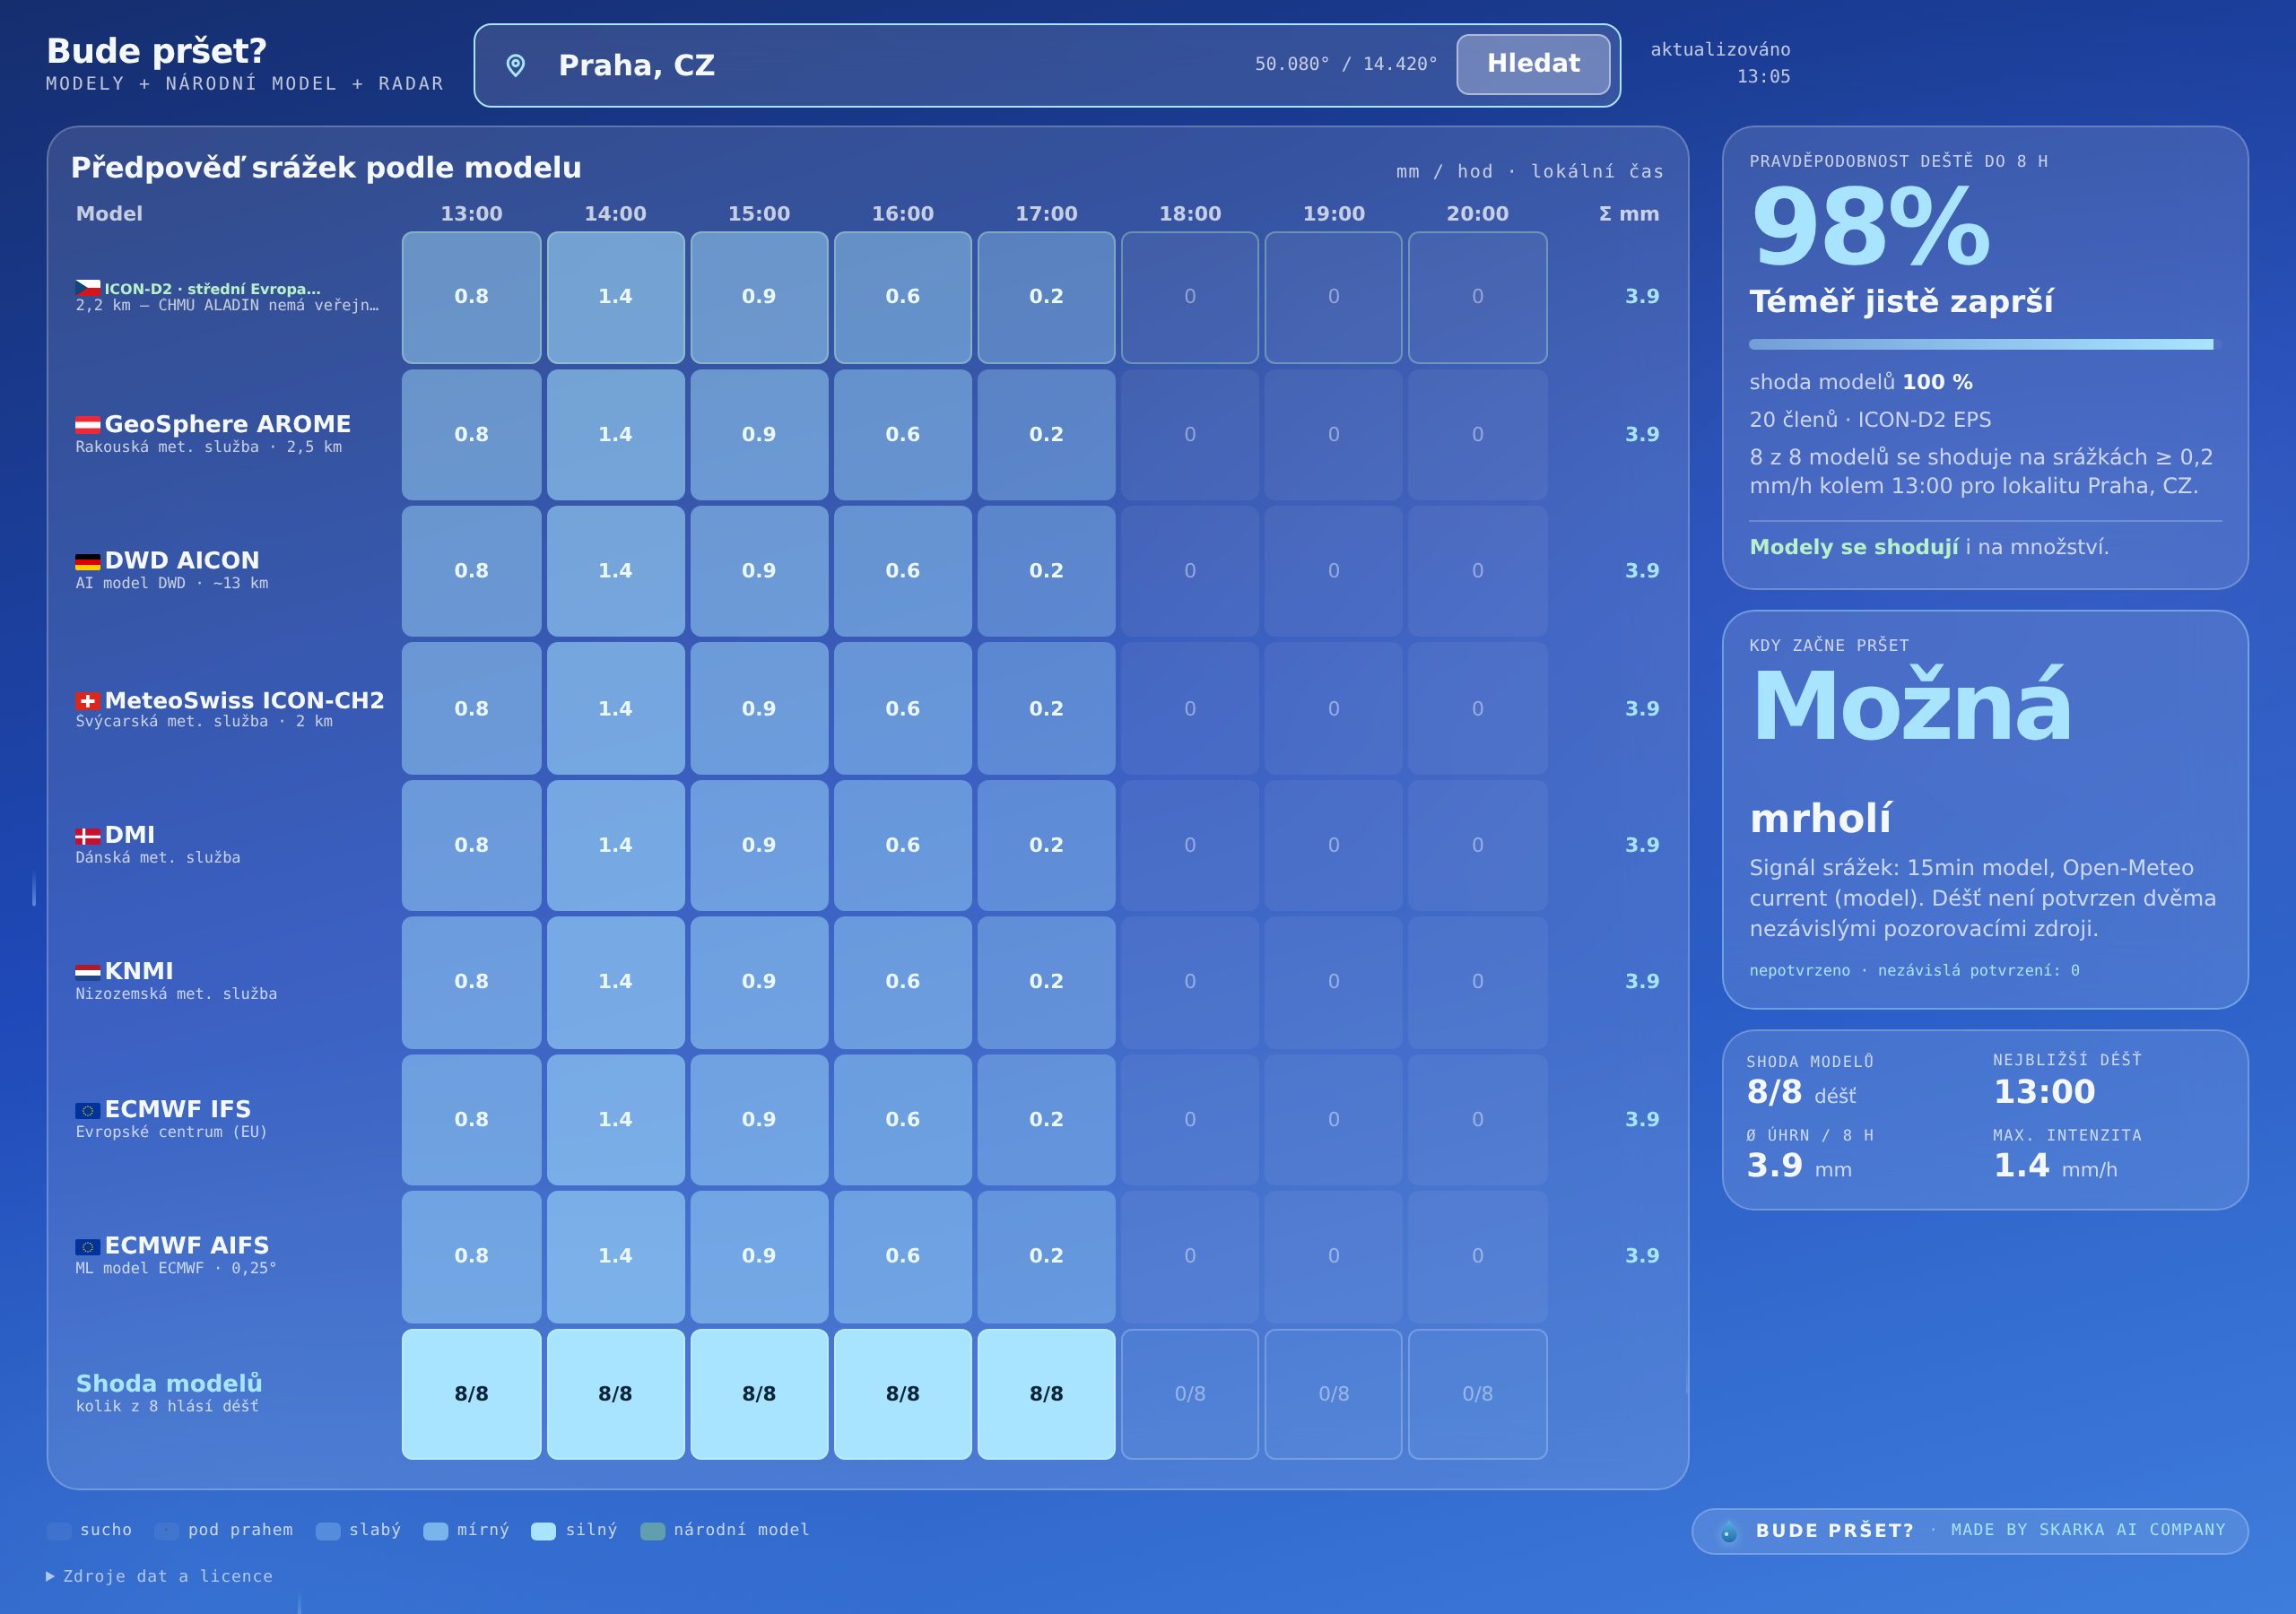 Bude pršet?
MODELY + NÁRODNÍ MODEL + RADAR
Praha, CZ
50.080° / 14.420°
Hledat
aktualizováno
13:05
Předpověď srážek podle modelu
mm / hod · lokální čas
Model 13:00 14:00 15:00 16:00 17:00 18:00 19:00 20:00 Σ mm
ICON-D2 · střední Evropa…
2,2 km — CHMU ALADIN nemá veřejn…
0.8 1.4 0.9 0.6 0.2 0 0 0 3.9
GeoSphere AROME
Rakouská met. služba · 2,5 km
0.8 1.4 0.9 0.6 0.2 0 0 0 3.9
DWD AICON
AI model DWD · ~13 km
0.8 1.4 0.9 0.6 0.2 0 0 0 3.9
MeteoSwiss ICON-CH2
Švýcarská met. služba · 2 km
0.8 1.4 0.9 0.6 0.2 0 0 0 3.9
DMI
Dánská met. služba
0.8 1.4 0.9 0.6 0.2 0 0 0 3.9
KNMI
Nizozemská met. služba
0.8 1.4 0.9 0.6 0.2 0 0 0 3.9
ECMWF IFS
Evropské centrum (EU)
0.8 1.4 0.9 0.6 0.2 0 0 0 3.9
ECMWF AIFS
ML model ECMWF · 0,25°
0.8 1.4 0.9 0.6 0.2 0 0 0 3.9
Shoda modelů
kolik z 8 hlásí déšť
8/8 8/8 8/8 8/8 8/8 0/8 0/8 0/8
PRAVDĚPODOBNOST DEŠTĚ DO 8 H
98%
Téměř jistě zaprší
shoda modelů 100 %
20 členů · ICON-D2 EPS
8 z 8 modelů se shoduje na srážkách ≥ 0,2
mm/h kolem 13:00 pro lokalitu Praha, CZ.
Modely se shodují i na množství.
KDY ZAČNE PRŠET
Možná
mrholí
Signál srážek: 15min model, Open-Meteo
current (model). Déšť není potvrzen dvěma
nezávislými pozorovacími zdroji.
nepotvrzeno · nezávislá potvrzení: 0
SHODA MODELŮ
8/8 déšť
NEJBLIŽŠÍ DÉŠŤ
13:00
Ø ÚHRN / 8 H
3.9 mm
MAX. INTENZITA
1.4 mm/h
sucho pod prahem slabý mírný silný národní model
BUDE PRŠET? · MADE BY SKARKA AI COMPANY
▶ Zdroje dat a licence